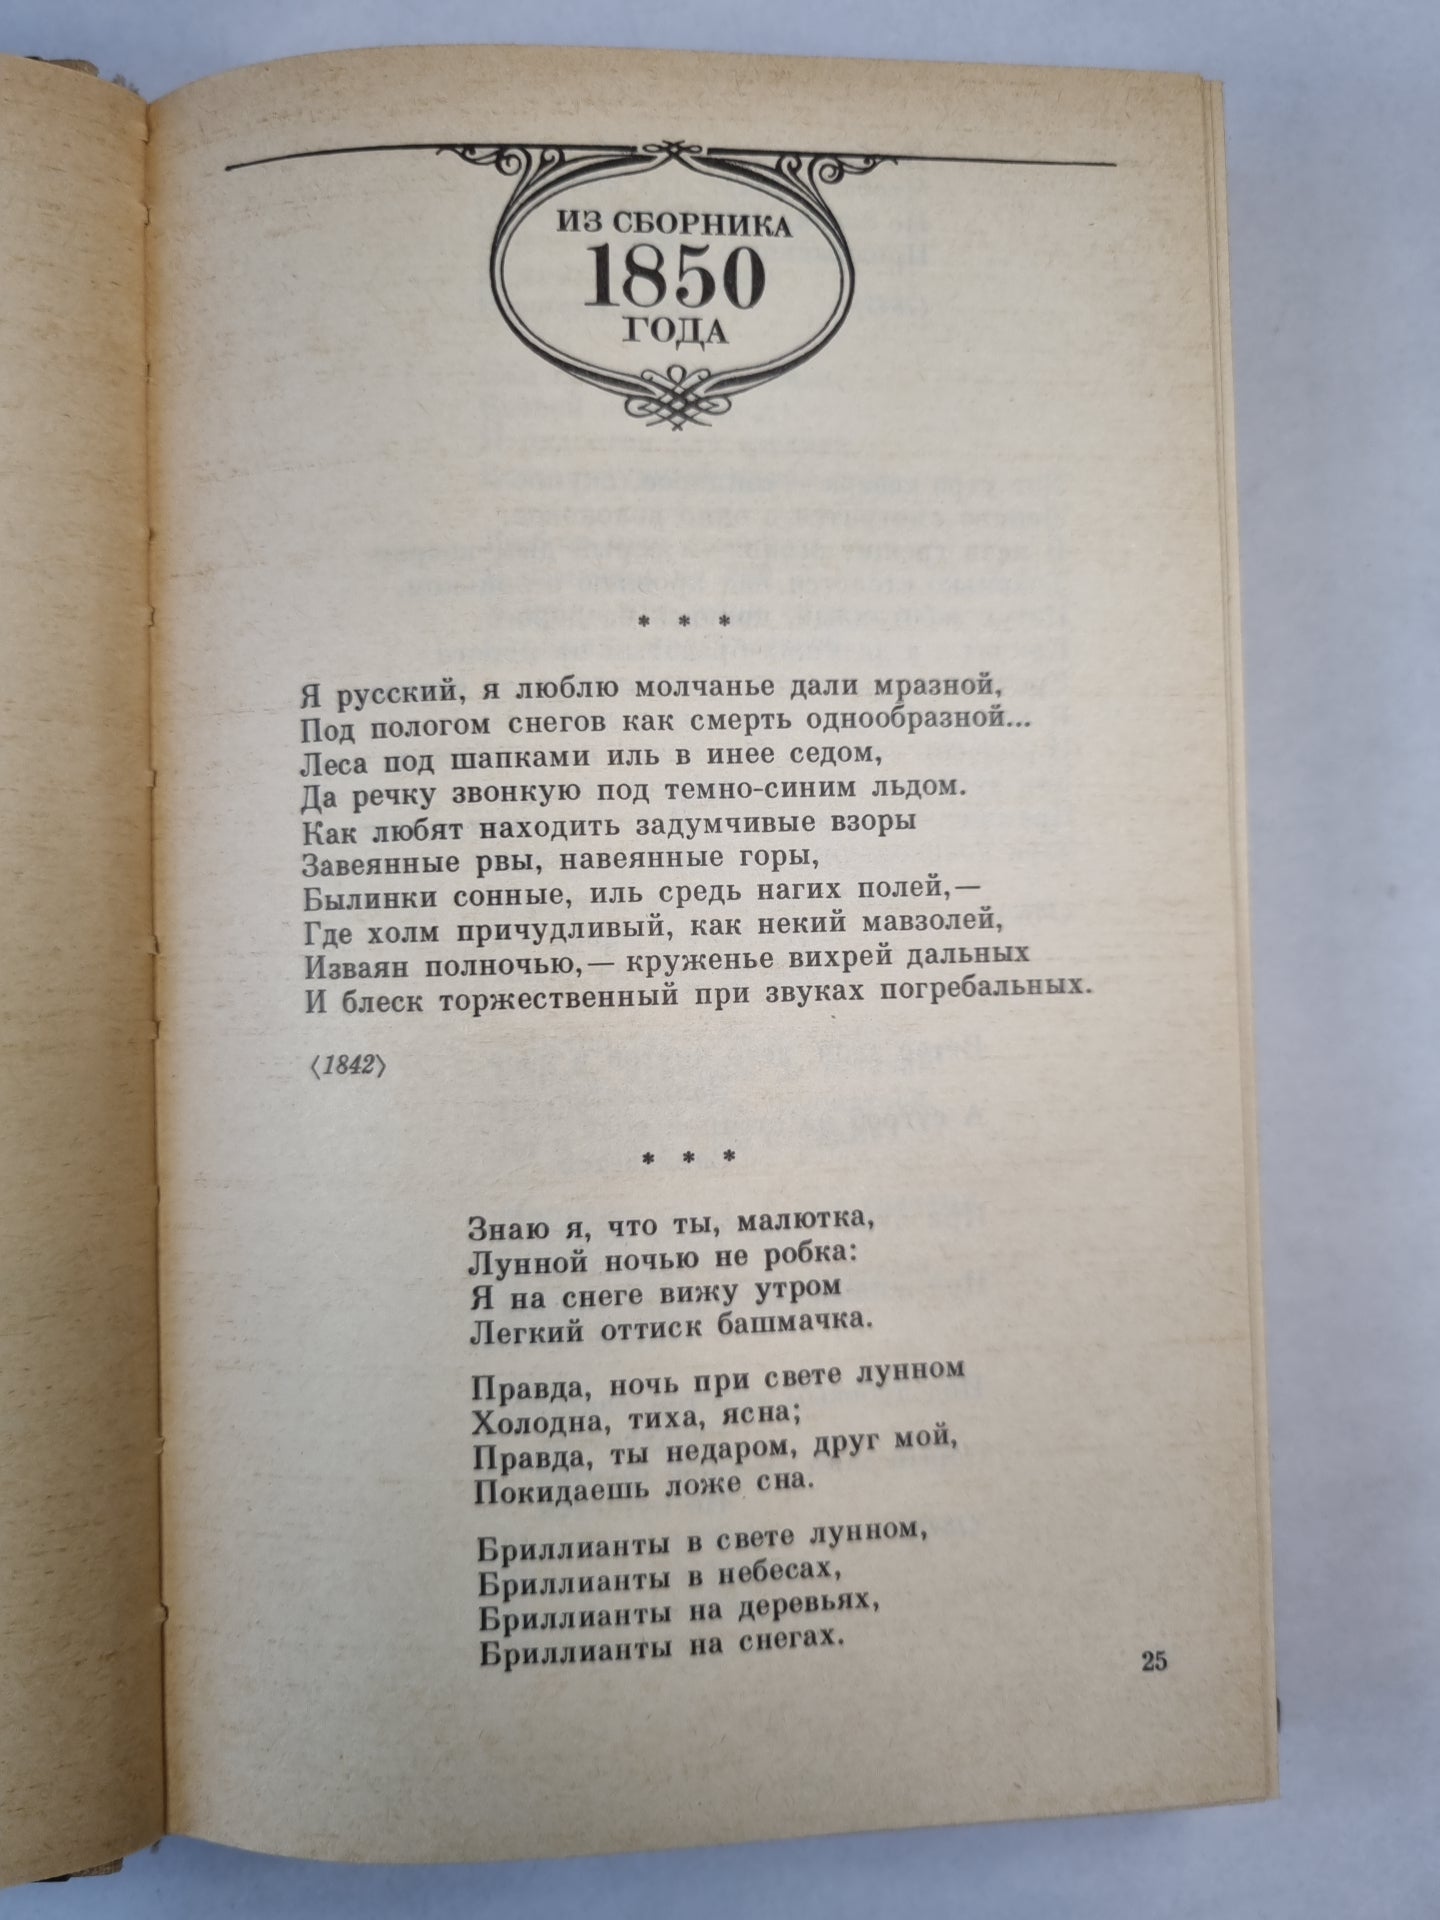 ИЗ СБОРНИКА
1850
ГОДА
* * *
Я русский, я люблю молчанье дали мразной,
Под пологом снегов как смерть однообразной...
Леса под шапками иль в инее седом,
Да речку звонкую под темно-синим льдом.
Как любят находить задумчивые взоры
Завеянные рвы, навеянные горы,
Былинки сонные, иль средь нагих полей,—
Где холм причудливый, как некий мавзолей,
Изваян полночью,— круженье вихрей дальных
И блеск торжественный при звуках погребальных.
⟨1842⟩
* * *
Знаю я, что ты, малютка,
Лунной ночью не робка:
Я на снеге вижу утром
Легкий оттиск башмачка.
Правда, ночь при свете лунном
Холодна, тиха, ясна;
Правда, ты недаром, друг мой,
Покидаешь ложе сна.
Бриллианты в свете лунном,
Бриллианты в небесах,
Бриллианты на деревьях,
Бриллианты на снегах.
25